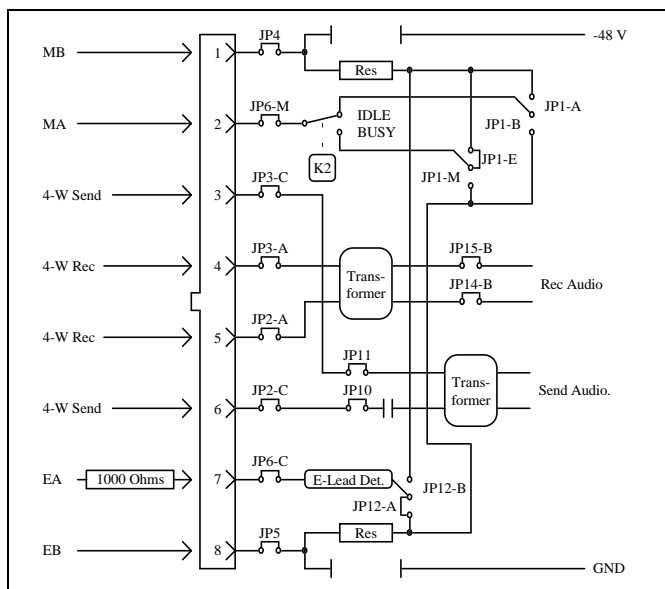 MB 1 JP4 -48 V
Res
MA 2 JP6-M IDLE JP1-A
BUSY JP1-B
K2 JP1-E
JP1-M
4-W Send 3 JP3-C
4-W Rec 4 JP3-A JP15-B
Trans-
former
Rec Audio
JP14-B
4-W Rec 5 JP2-A
JP11
4-W Send 6 JP2-C JP10
Trans-
former
Send Audio.
EA 1000 Ohms 7 JP6-C E-Lead Det. JP12-B
JP12-A
EB 8 JP5 Res
GND